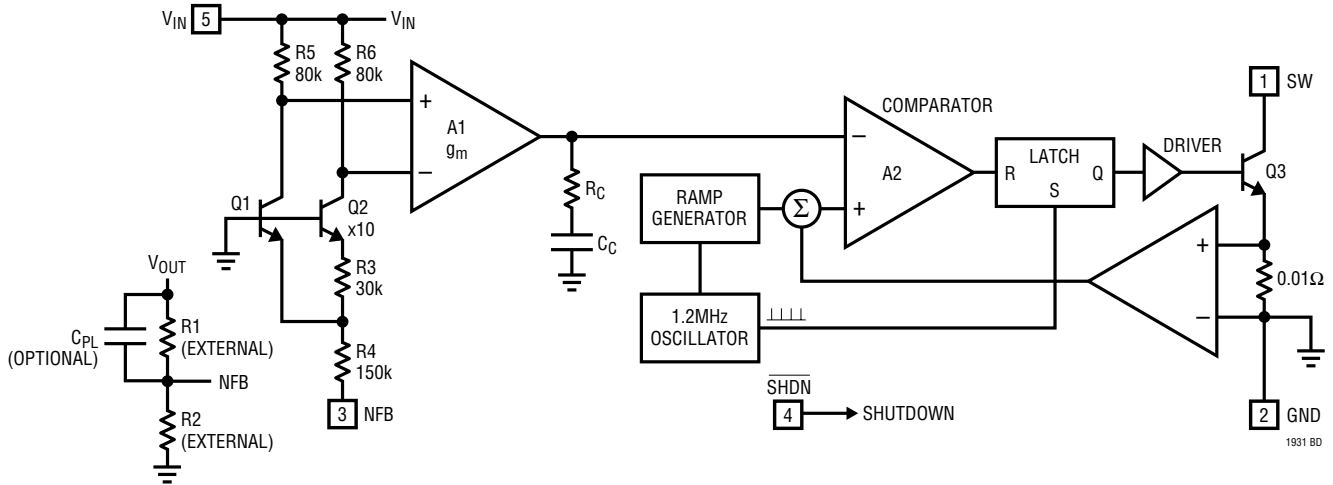 VIN 5 VIN
R5
80k
R6
80k
+
A1
gm
−
Q1
Q2
x10
R3
30k
R4
150k
3 NFB
VOUT
CPL
(OPTIONAL)
R1
(EXTERNAL)
NFB
R2
(EXTERNAL)
RC
CC
COMPARATOR
−
A2
+
RAMP
GENERATOR
Σ
1.2MHz
OSCILLATOR
LATCH
R Q
S
DRIVER
1 SW
Q3
+
−
0.01Ω
SHDN
4 SHUTDOWN
2 GND
1931 BD